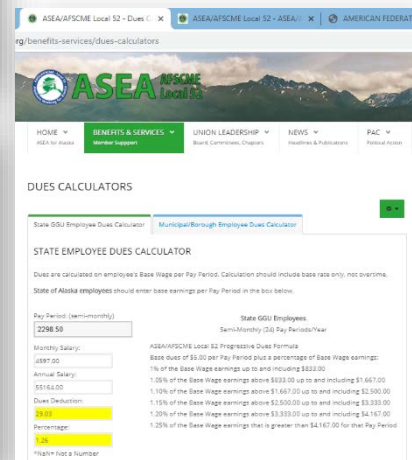 ASEA/AFSCME Local 52 - Dues C ×
ASEA/AFSCME Local 52 - ASEA/ ×
AMERICAN FEDERAT
rg/benefits-services/dues-calculators
ASEA AFSCME Local 52
HOME
ASEA for Alaska
BENEFITS & SERVICES
Member Suppport
UNION LEADERSHIP
Board, Committees, Chapters
NEWS
Headlines & Publications
PAC
Political Action
DUES CALCULATORS
State GGU Employee Dues Calculator
Municipal/Borough Employee Dues Calculator
STATE EMPLOYEE DUES CALCULATOR
Dues are calculated on employee's Base Wage per Pay Period. Calculation should include base rate only, not overtime.
State of Alaska employees should enter base earnings per Pay Period in the box below.
Pay Period: (semi-monthly)
2298.50
Monthly Salary:
4597.00
Annual Salary:
55164.00
Dues Deduction:
29.03
Percentage:
1.26
*NaN= Not a Number
State GGU Employees
Semi-Monthly (24) Pay Periods/Year
ASEA/AFSCME Local 52 Progressive Dues Formula
Base dues of $5.00 per Pay Period plus a percentage of Base Wage earnings:
1% of the Base Wage earnings up to and including $833.00
1.05% of the Base Wage earnings above $833.00 up to and including $1,667.00
1.10% of the Base Wage earnings above $1,667.00 up to and including $2,500.00
1.15% of the Base Wage earnings above $2,500.00 up to and including $3,333.00
1.20% of the Base Wage earnings above $3,333.00 up to and including $4,167.00
1.25% of the Base Wage earnings that is greater than $4,167.00 for that Pay Period